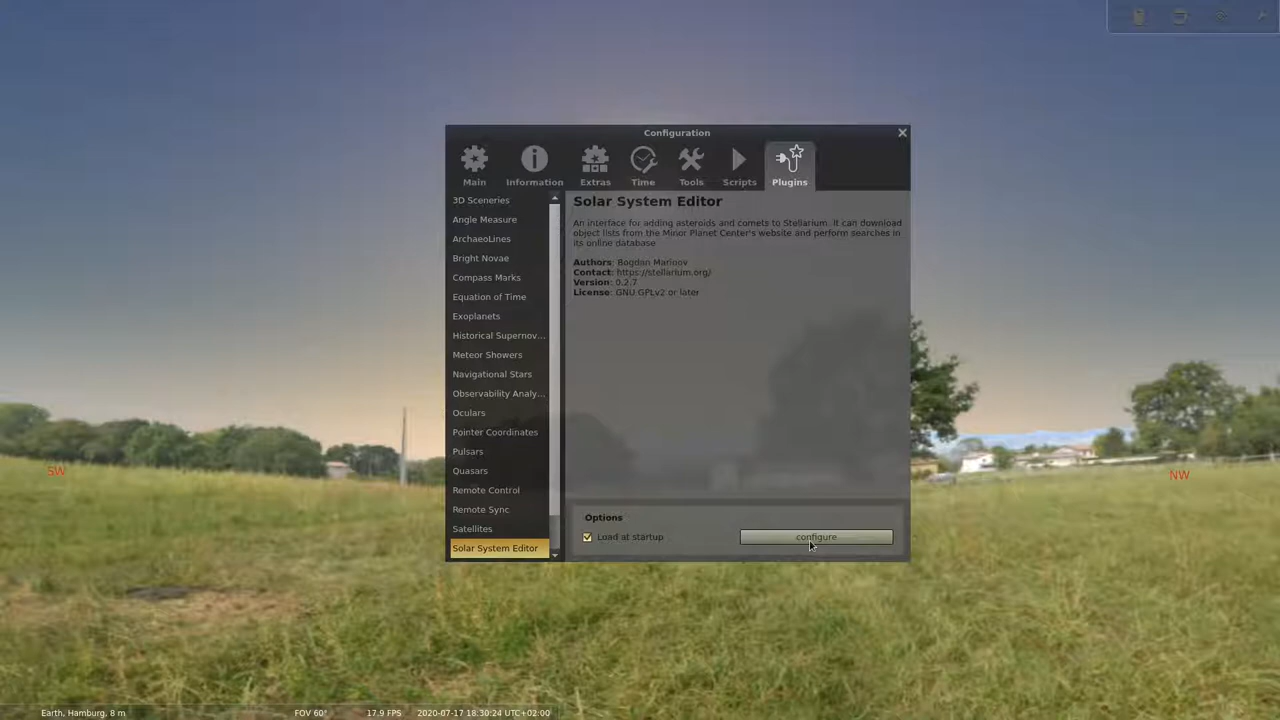 Configuration
Main Information Extras Time Tools Scripts Plugins
3D Sceneries
Angle Measure
ArchaeoLines
Bright Novae
Compass Marks
Equation of Time
Exoplanets
Historical Supernov...
Meteor Showers
Navigational Stars
Observability Analy...
Oculars
Pointer Coordinates
Pulsars
Quasars
Remote Control
Remote Sync
Satellites
Solar System Editor
Solar System Editor
An interface for adding asteroids and comets to Stellarium. It can download
object lists from the Minor Planet Center's website and perform searches in
its online database
Authors: Bogdan Marinov
Contact: https://stellarium.org/
Version: 0.2.7
License: GNU GPLv2 or later
Options
Load at startup
configure
SW
NW
Earth, Hamburg, 8 m FOV 60° 17.9 FPS 2020-07-17 18:30:24 UTC+02:00